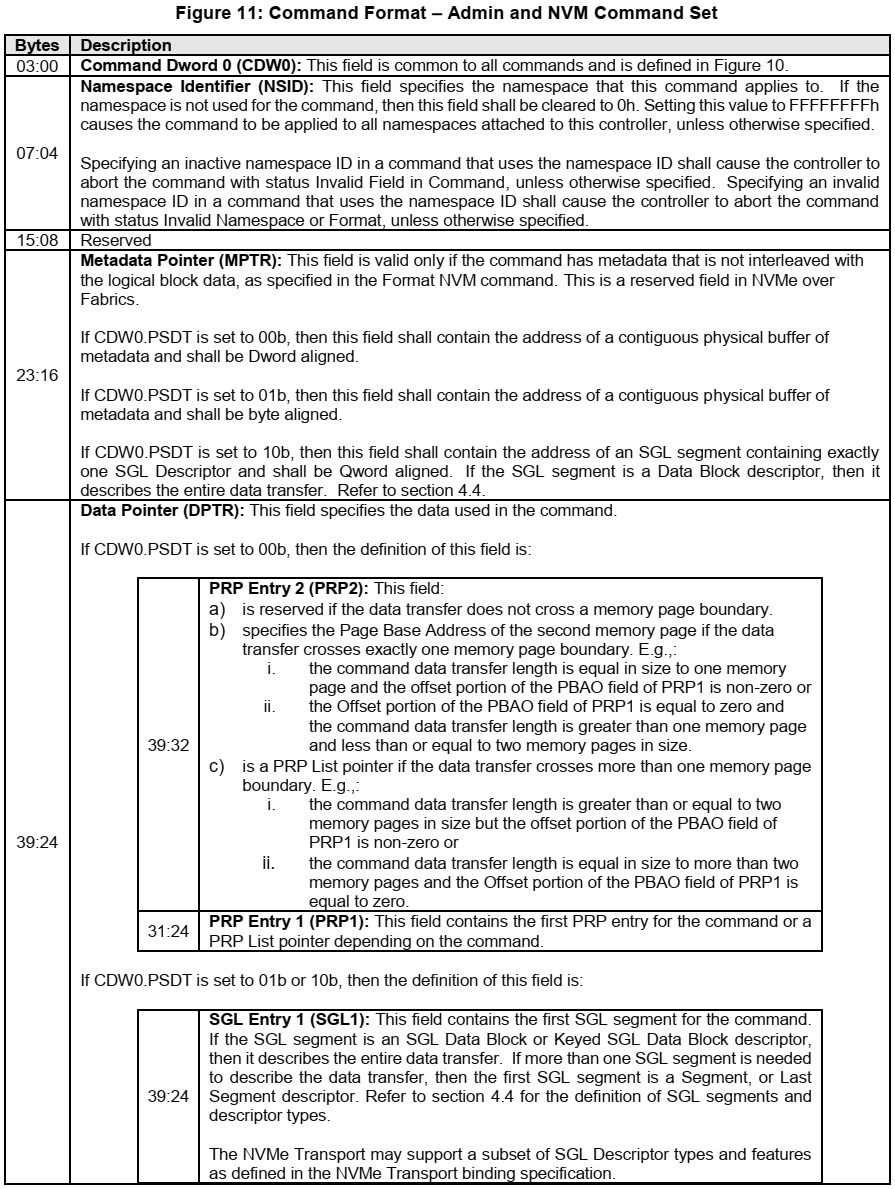 Figure 11: Command Format – Admin and NVM Command Set
Bytes Description
03:00 Command Dword 0 (CDW0): This field is common to all commands and is defined in Figure 10.
07:04
Namespace Identifier (NSID): This field specifies the namespace that this command applies to. If the
namespace is not used for the command, then this field shall be cleared to 0h. Setting this value to FFFFFFFFh
causes the command to be applied to all namespaces attached to this controller, unless otherwise specified.
Specifying an inactive namespace ID in a command that uses the namespace ID shall cause the controller to
abort the command with status Invalid Field in Command, unless otherwise specified. Specifying an invalid
namespace ID in a command that uses the namespace ID shall cause the controller to abort the command
with status Invalid Namespace or Format, unless otherwise specified.
15:08 Reserved
23:16
Metadata Pointer (MPTR): This field is valid only if the command has metadata that is not interleaved with
the logical block data, as specified in the Format NVM command. This is a reserved field in NVMe over
Fabrics.
If CDW0.PSDT is set to 00b, then this field shall contain the address of a contiguous physical buffer of
metadata and shall be Dword aligned.
If CDW0.PSDT is set to 01b, then this field shall contain the address of a contiguous physical buffer of
metadata and shall be byte aligned.
If CDW0.PSDT is set to 10b, then this field shall contain the address of an SGL segment containing exactly
one SGL Descriptor and shall be Qword aligned. If the SGL segment is a Data Block descriptor, then it
describes the entire data transfer. Refer to section 4.4.
39:24
Data Pointer (DPTR): This field specifies the data used in the command.
If CDW0.PSDT is set to 00b, then the definition of this field is:
39:32
PRP Entry 2 (PRP2): This field:
a) is reserved if the data transfer does not cross a memory page boundary.
b) specifies the Page Base Address of the second memory page if the data
transfer crosses exactly one memory page boundary. E.g.,:
i. the command data transfer length is equal in size to one memory
page and the offset portion of the PBAO field of PRP1 is non-zero or
ii. the Offset portion of the PBAO field of PRP1 is equal to zero and
the command data transfer length is greater than one memory page
and less than or equal to two memory pages in size.
c) is a PRP List pointer if the data transfer crosses more than one memory page
boundary. E.g.,:
i. the command data transfer length is greater than or equal to two
memory pages in size but the offset portion of the PBAO field of
PRP1 is non-zero or
ii. the command data transfer length is equal in size to more than two
memory pages and the Offset portion of the PBAO field of PRP1 is
equal to zero.
31:24
PRP Entry 1 (PRP1): This field contains the first PRP entry for the command or a
PRP List pointer depending on the command.
If CDW0.PSDT is set to 01b or 10b, then the definition of this field is:
39:24
SGL Entry 1 (SGL1): This field contains the first SGL segment for the command.
If the SGL segment is an SGL Data Block or Keyed SGL Data Block descriptor,
then it describes the entire data transfer. If more than one SGL segment is needed
to describe the data transfer, then the first SGL segment is a Segment, or Last
Segment descriptor. Refer to section 4.4 for the definition of SGL segments and
descriptor types.
The NVMe Transport may support a subset of SGL Descriptor types and features
as defined in the NVMe Transport binding specification.